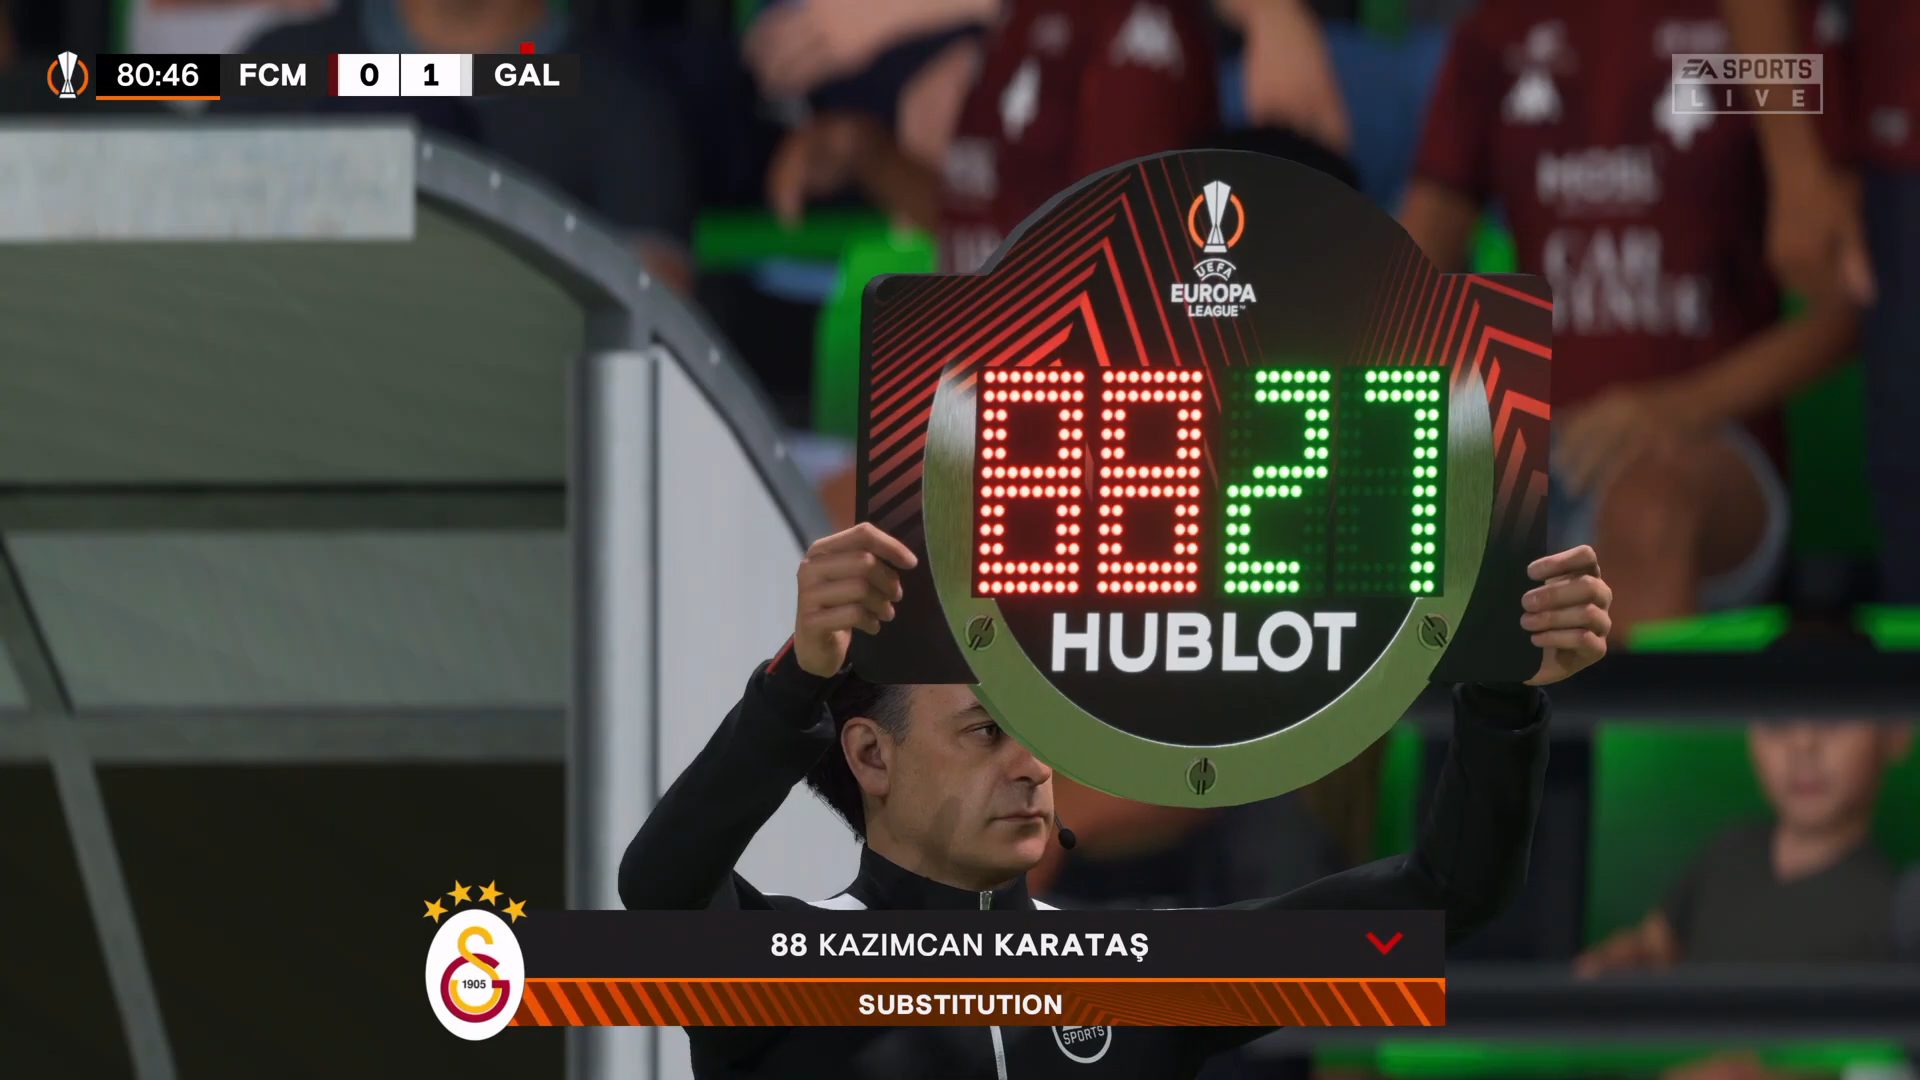 80:46 FCM 0 1 GAL
EA SPORTS
LIVE
UEFA
EUROPA
LEAGUE™
88 27
HUBLOT
1905
88 KAZIMCAN KARATAŞ
SUBSTITUTION
SPORTS